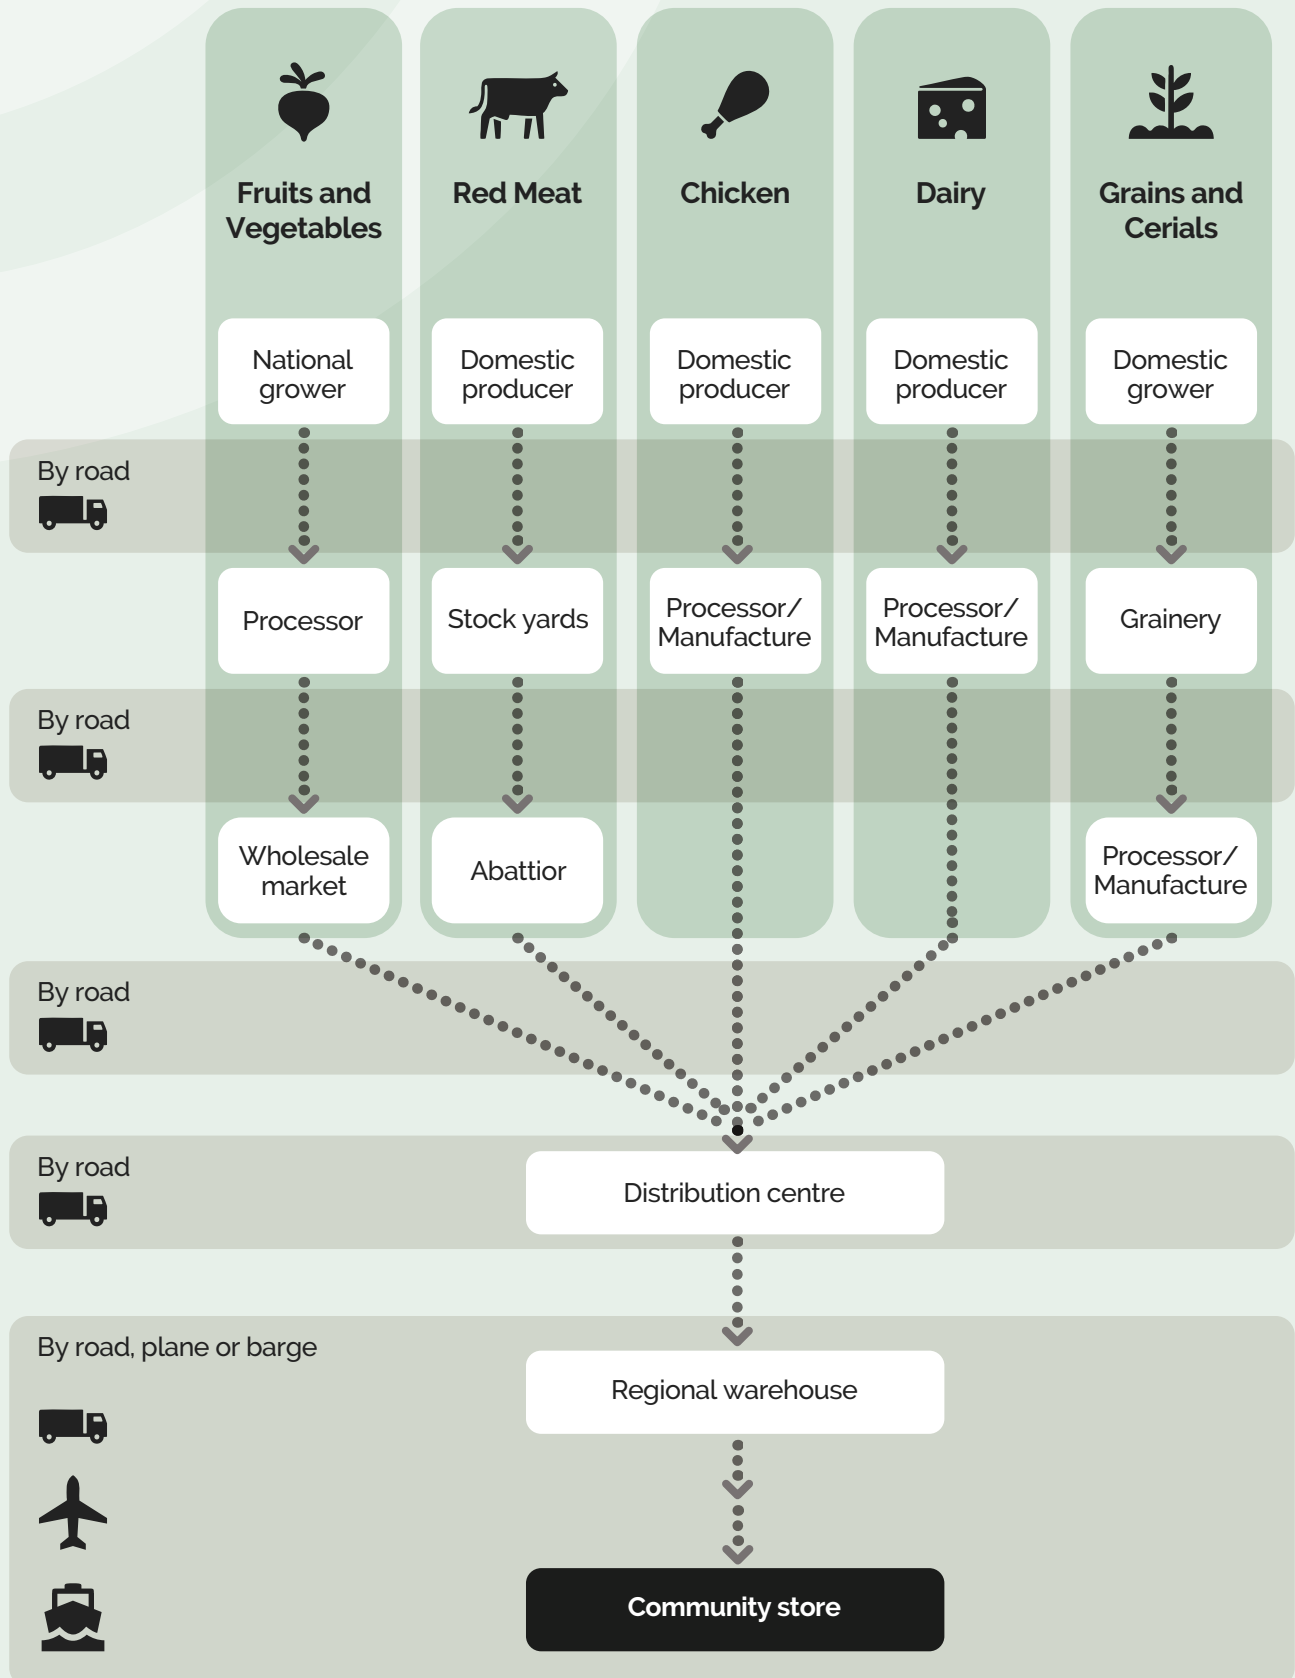 Fruits and
Vegetables
Red Meat
Chicken
Dairy
Grains and
Cerials
National
grower
Domestic
producer
Domestic
producer
Domestic
producer
Domestic
grower
By road
Processor
Stock yards
Processor/
Manufacture
Processor/
Manufacture
Grainery
By road
Wholesale
market
Abattior
Processor/
Manufacture
By road
By road
Distribution centre
By road, plane or barge
Regional warehouse
Community store